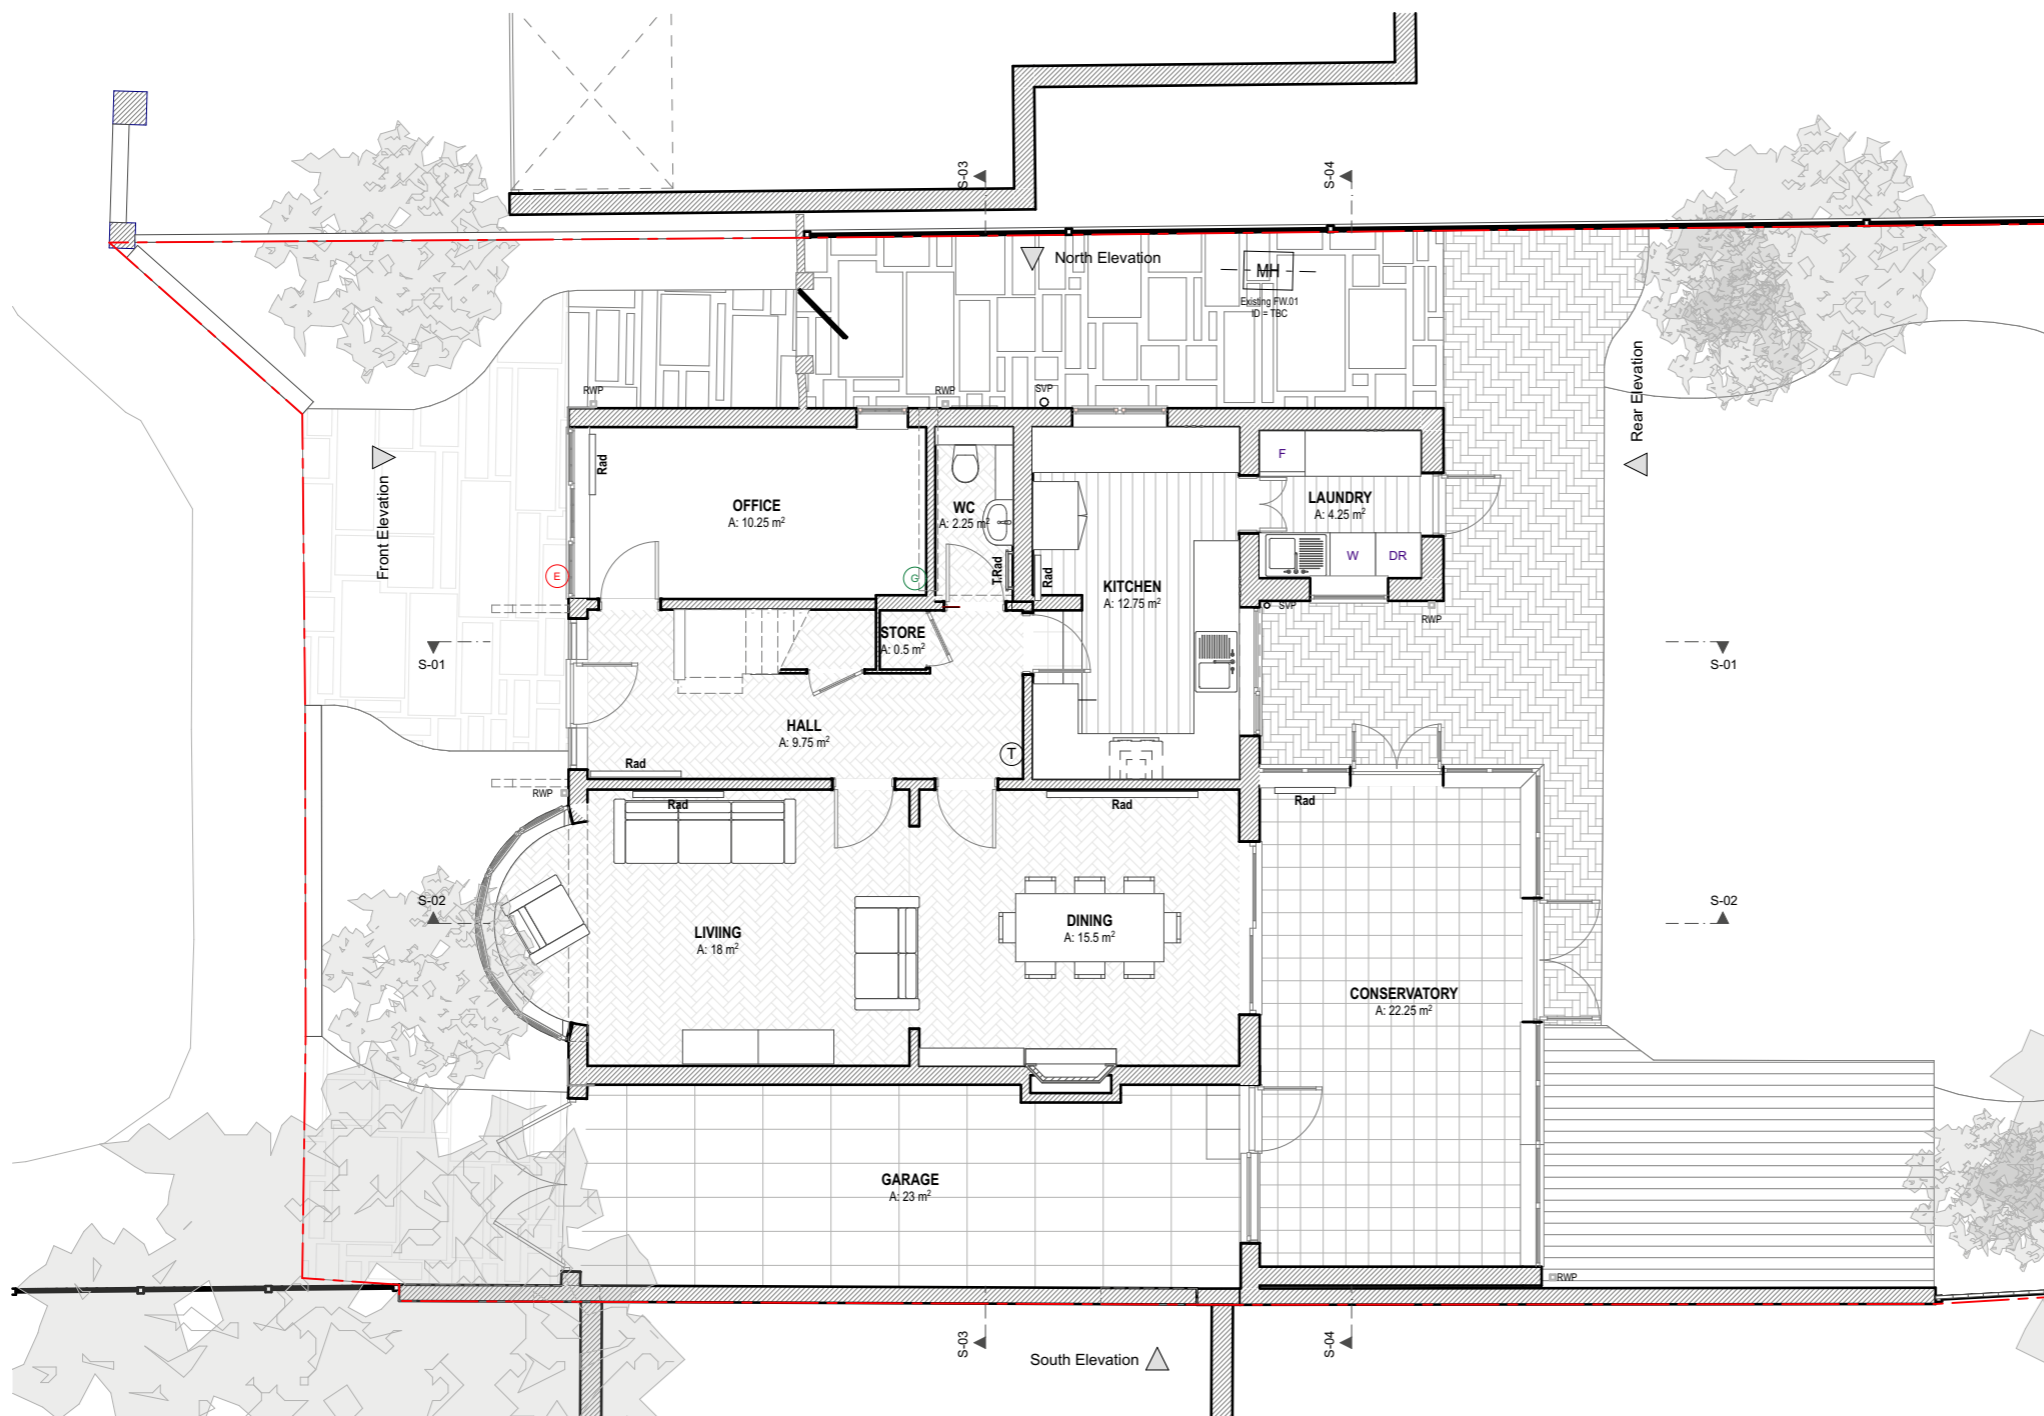 S-03
S-04
North Elevation
MH
Existing FW.01
ID = TBC
Rear Elevation
Front Elevation
RWP
RWP
SVP
Rad
OFFICE
A: 10.25 m²
WC
A: 2.25 m²
T.Rad
Rad
KITCHEN
A: 12.75 m²
F
LAUNDRY
A: 4.25 m²
W
DR
E
G
SVP
RWP
STORE
A: 0.5 m²
S-01
S-01
HALL
A: 9.75 m²
T
Rad
RWP
Rad
Rad
Rad
S-02
S-02
LIVIING
A: 18 m²
DINING
A: 15.5 m²
CONSERVATORY
A: 22.25 m²
GARAGE
A: 23 m²
RWP
S-03
S-04
South Elevation